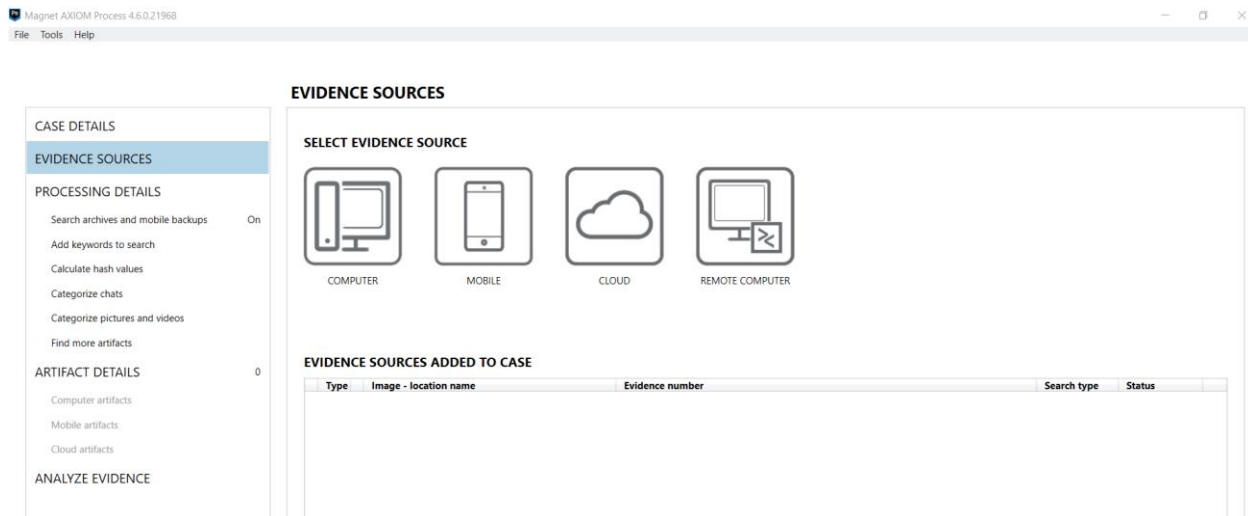 Magnet AXIOM Process 4.6.0.21968
File Tools Help
EVIDENCE SOURCES
CASE DETAILS
EVIDENCE SOURCES
PROCESSING DETAILS
Search archives and mobile backups On
Add keywords to search
Calculate hash values
Categorize chats
Categorize pictures and videos
Find more artifacts
ARTIFACT DETAILS 0
Computer artifacts
Mobile artifacts
Cloud artifacts
ANALYZE EVIDENCE
SELECT EVIDENCE SOURCE
COMPUTER MOBILE CLOUD REMOTE COMPUTER
EVIDENCE SOURCES ADDED TO CASE
Type Image - location name Evidence number Search type Status